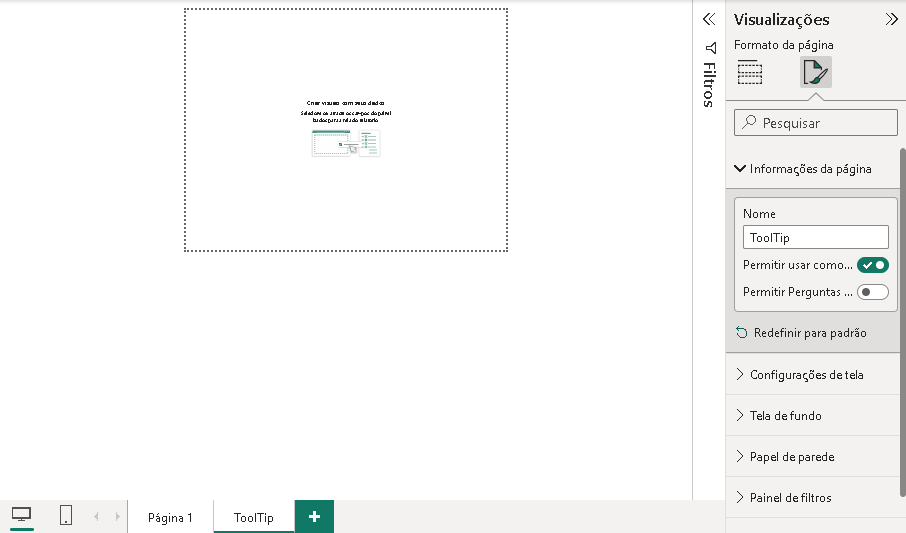 Visualizações
Formato da página
Filtros
Pesquisar
Informações da página
Nome
ToolTip
Permitir usar como...
Permitir Perguntas ...
Redefinir para padrão
Configurações de tela
Tela de fundo
Papel de parede
Painel de filtros
Criar visuais com seus dados
Página 1
ToolTip